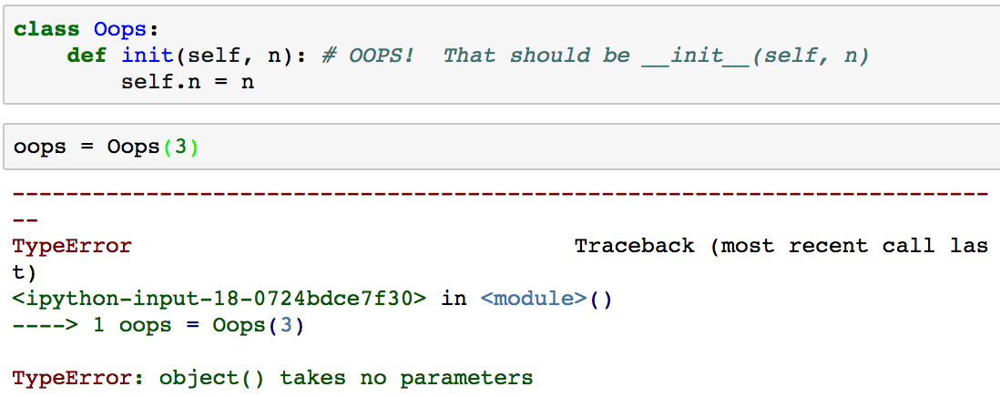 class Oops:
    def init(self, n): # OOPS!  That should be __init__(self, n)
        self.n = n
oops = Oops(3)
---------------------------------------------------------------------------
--
TypeError                                 Traceback (most recent call las
t)
<ipython-input-18-0724bdce7f30> in <module>()
----> 1 oops = Oops(3)
TypeError: object() takes no parameters